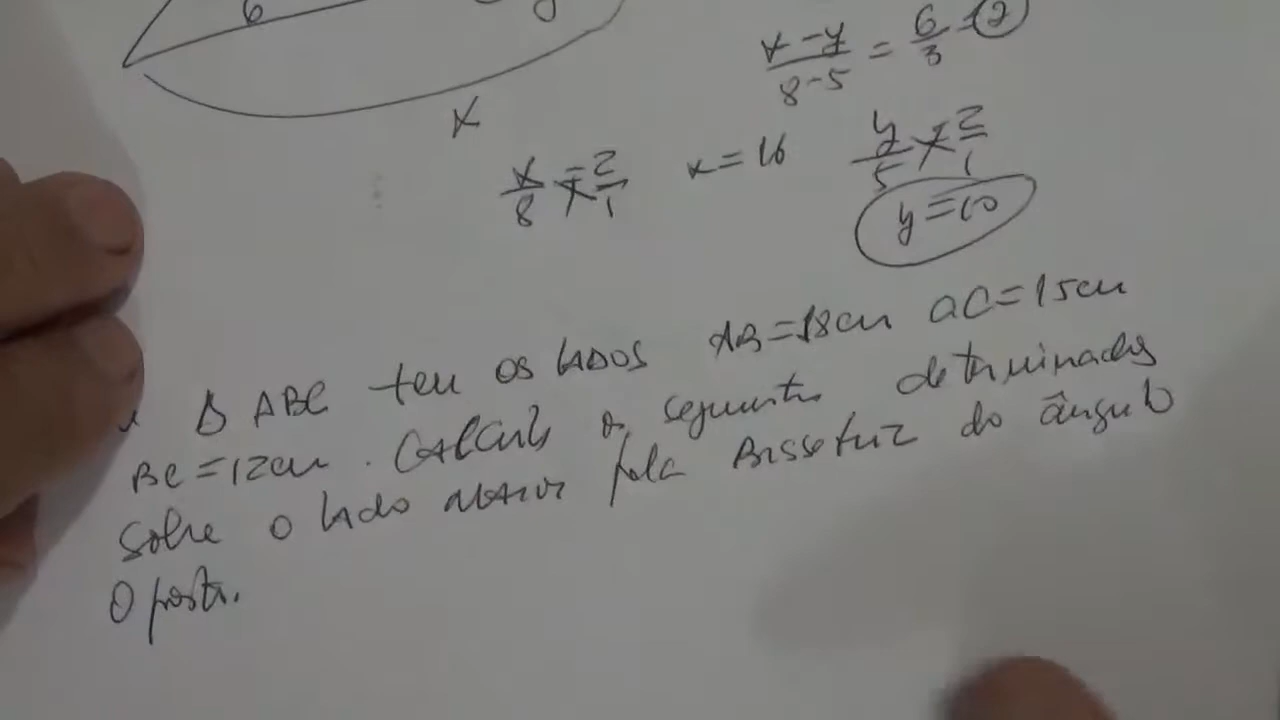 6
y
x
x-y/8-5 = 6/3 = 2
x/8 = 2/1 x=16 y/5 = 2/1
y=10
Δ ABC tem os lados AB=18cm AC=15cm
BC=12cm. Calcule os segmentos determinados
sobre o lado maior pela Bissetriz do ângulo
oposto.